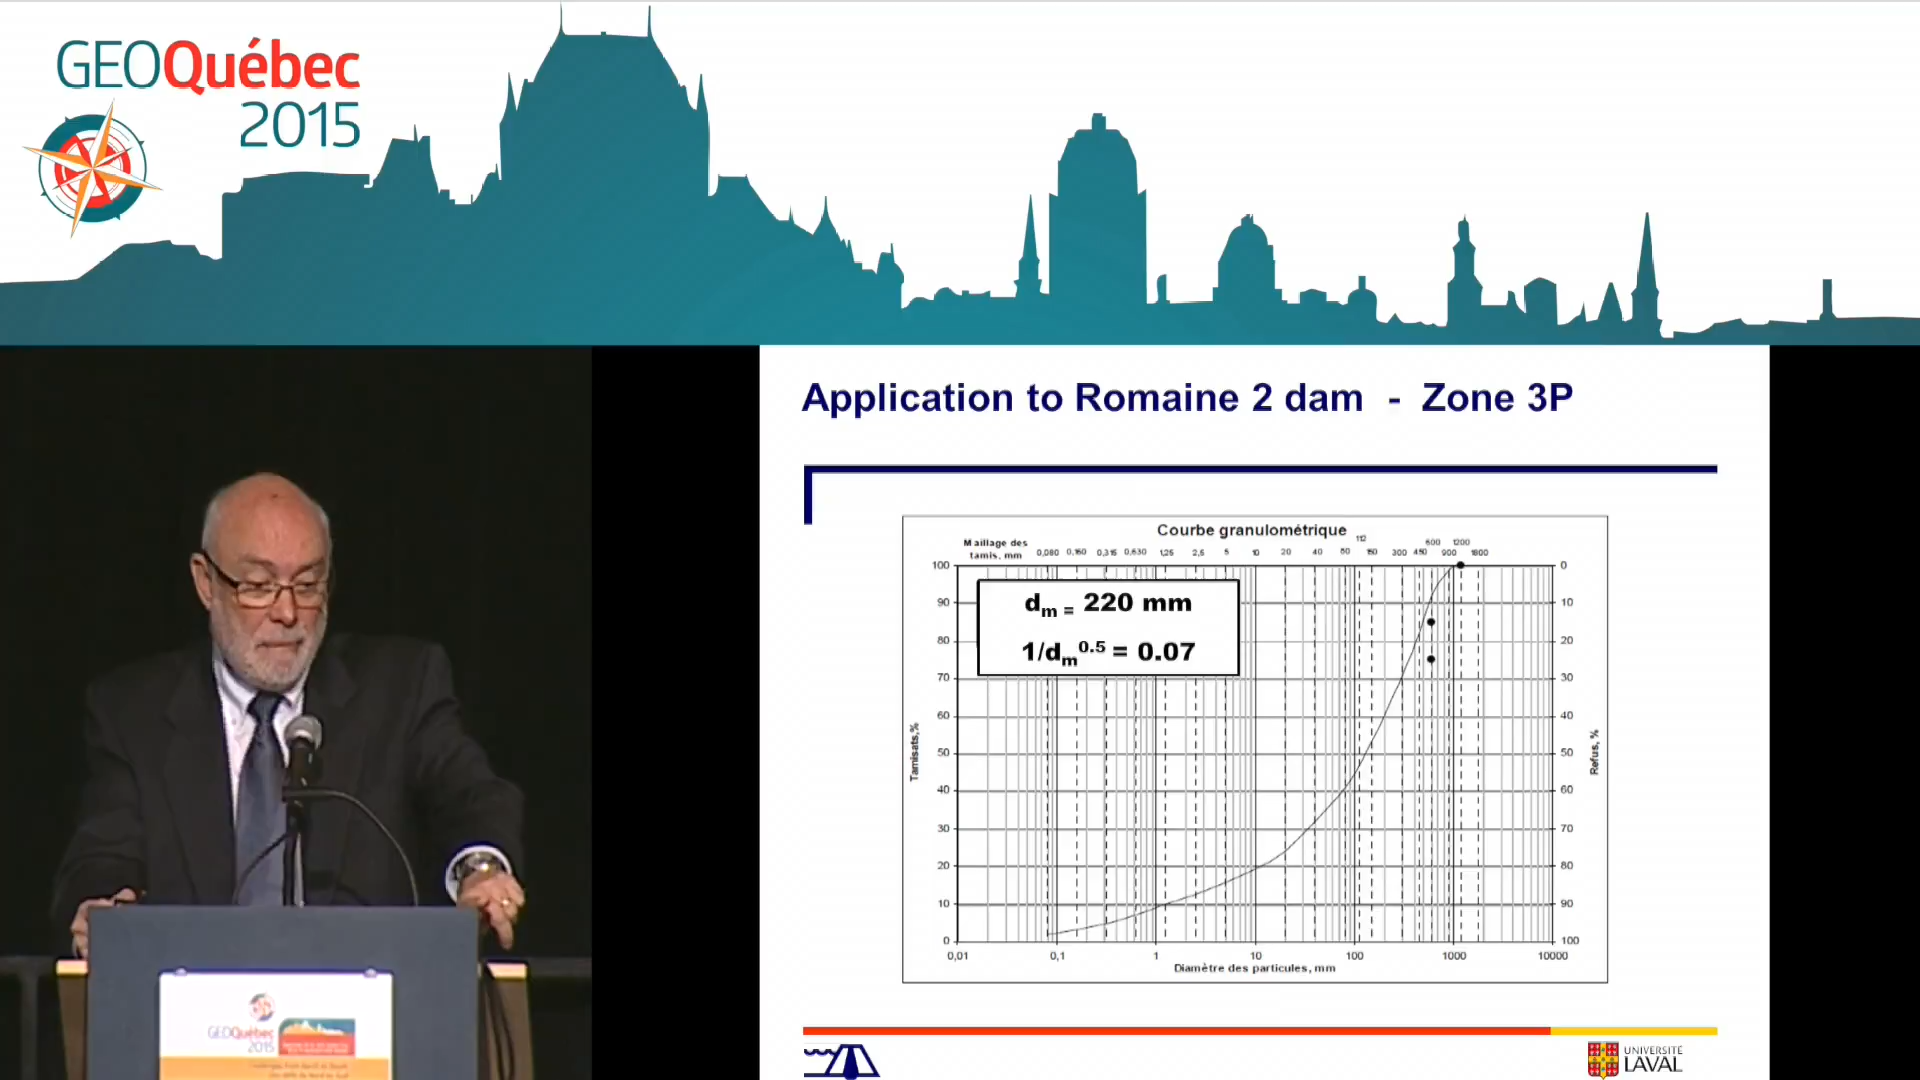 GEOQuébec
2015
Application to Romaine 2 dam - Zone 3P
Courbe granulométrique
Maillage des
tamis, mm
0,080 0,160 0,315 0,630 1,25 2,5 5 10 20 40 80 112 150 300 450 600 900 1200 1800
100
90
80
70
60
50
40
30
20
10
0
Tamisats,%
dm = 220 mm
1/dm^0.5 = 0.07
0
10
20
30
40
50
60
70
80
90
100
Refus, %
0,01 0,1 1 10 100 1000 10000
Diamètre des particules, mm
UNIVERSITÉ
LAVAL
GEOQuébec
2015